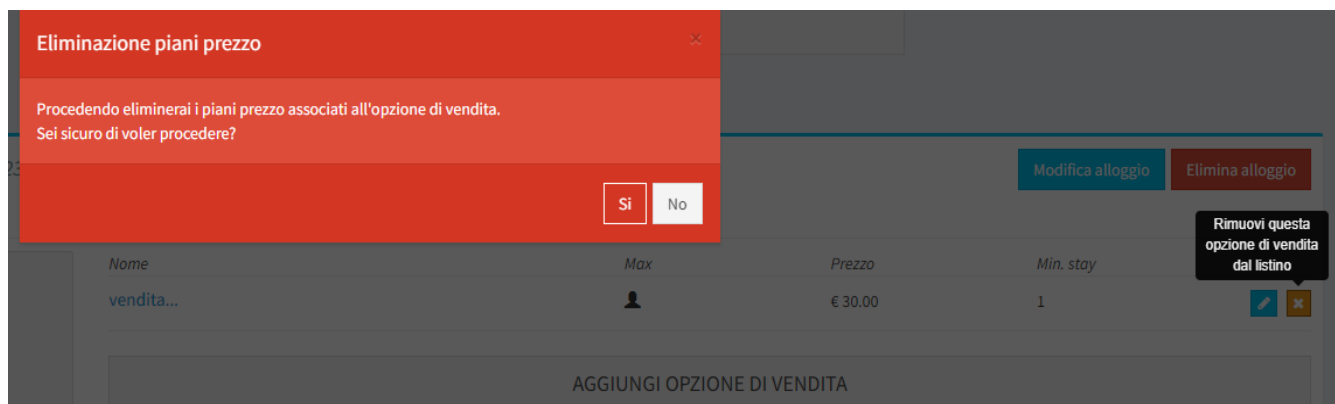 Eliminazione piani prezzo
×
Procedendo eliminerai i piani prezzo associati all'opzione di vendita.
Sei sicuro di voler procedere?
Si No
23
Modifica alloggio Elimina alloggio
Rimuovi questa
opzione di vendita
dal listino
Nome Max Prezzo Min. stay
vendita... € 30.00 1
AGGIUNGI OPZIONE DI VENDITA